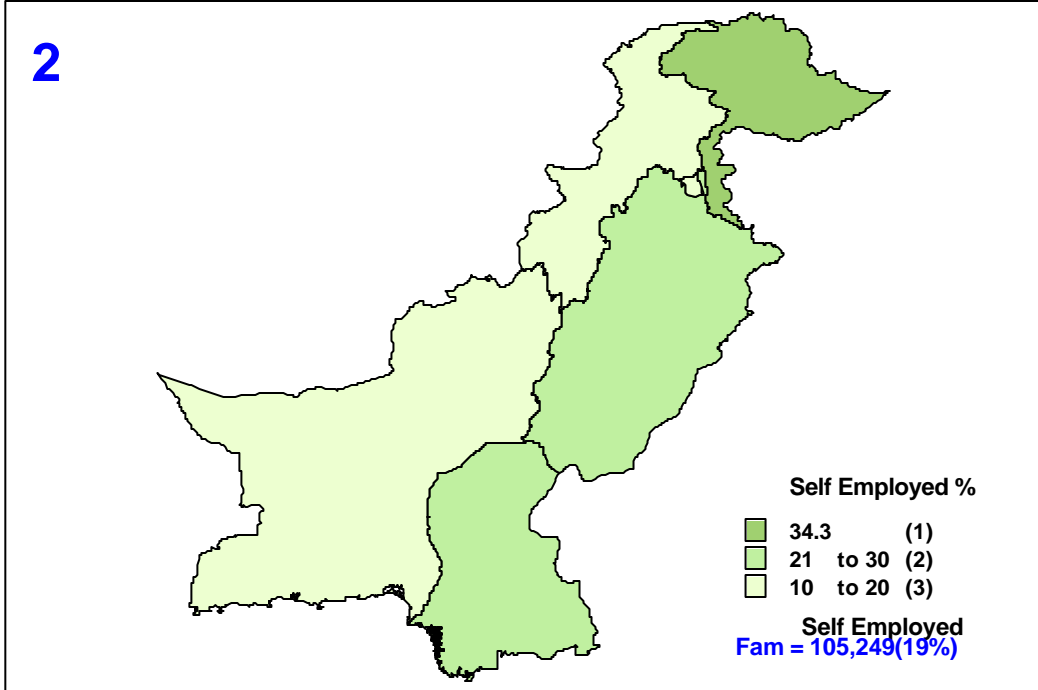 2
Self Employed %
34.3 (1)
21 to 30 (2)
10 to 20 (3)
Self Employed
Fam = 105,249(19%)